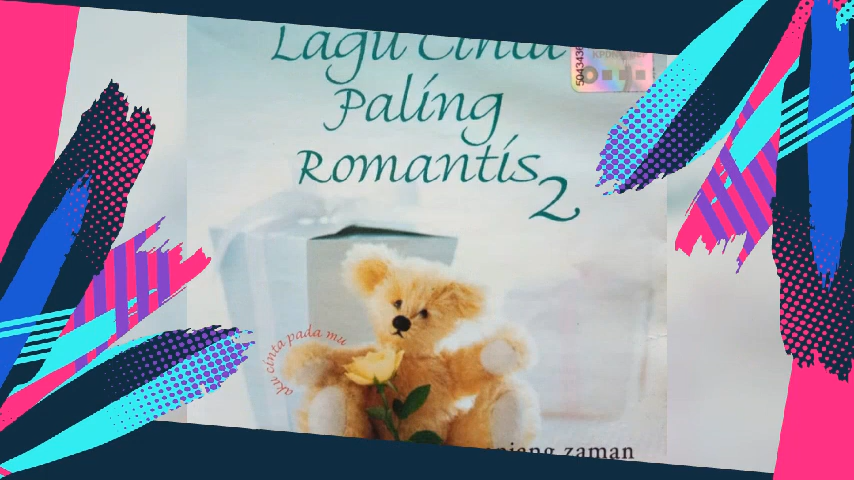 Lagu Cinta
Paling
Romantis 2
aku cinta pada mu
zaman